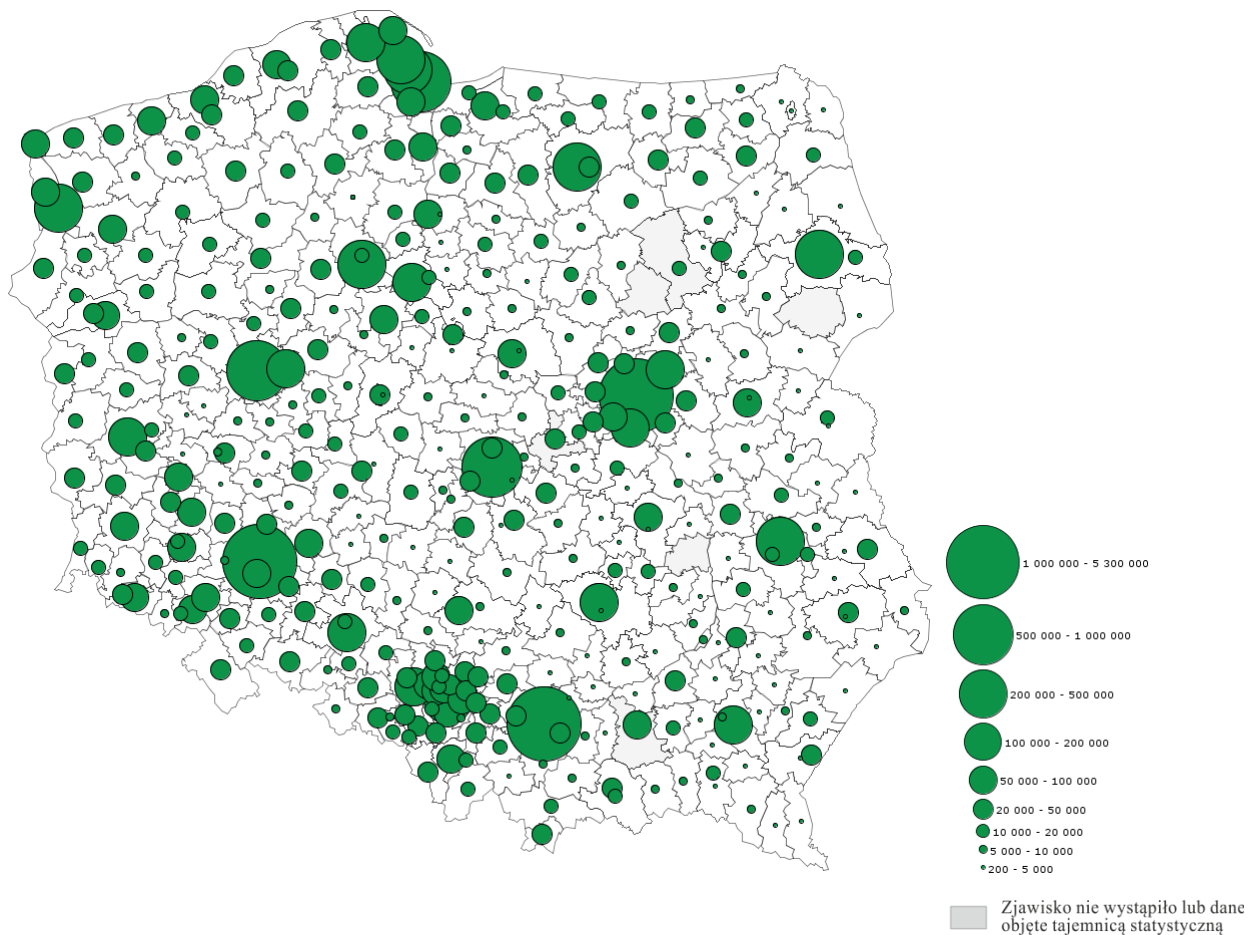 1 000 000 - 5 300 000
500 000 - 1 000 000
200 000 - 500 000
100 000 - 200 000
50 000 - 100 000
20 000 - 50 000
10 000 - 20 000
5 000 - 10 000
200 - 5 000
Zjawisko nie wystąpiło lub dane
objęte tajemnicą statystyczną